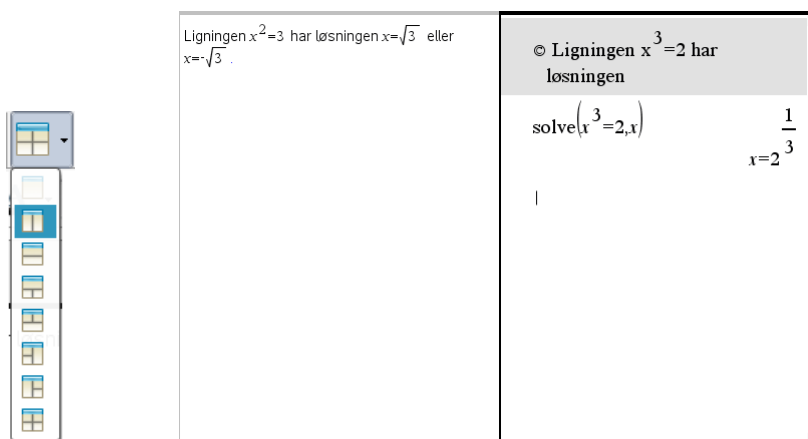 Ligningen x²=3 har løsningen x=√3 eller
x=-√3 .
© Ligningen x³=2 har
løsningen
solve(x³=2,x)
x=2^(1/3)